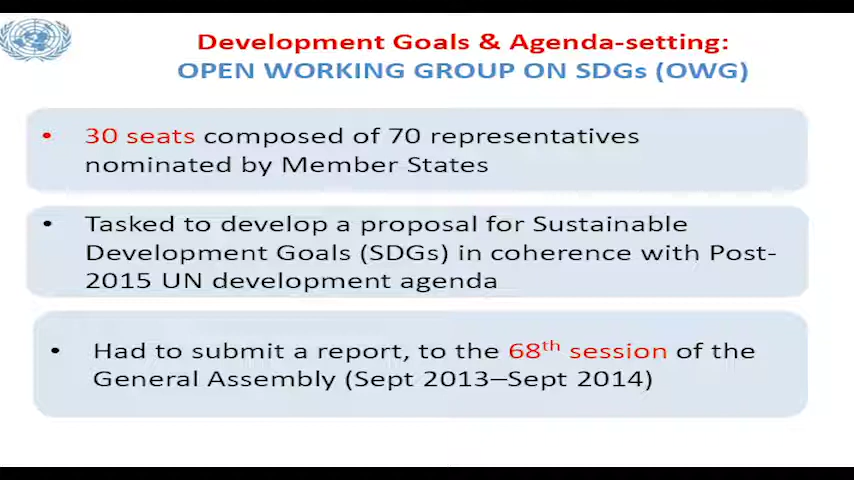 Development Goals & Agenda-setting:
OPEN WORKING GROUP ON SDGs (OWG)
• 30 seats composed of 70 representatives
nominated by Member States
• Tasked to develop a proposal for Sustainable
Development Goals (SDGs) in coherence with Post-
2015 UN development agenda
• Had to submit a report, to the 68th session of the
General Assembly (Sept 2013–Sept 2014)